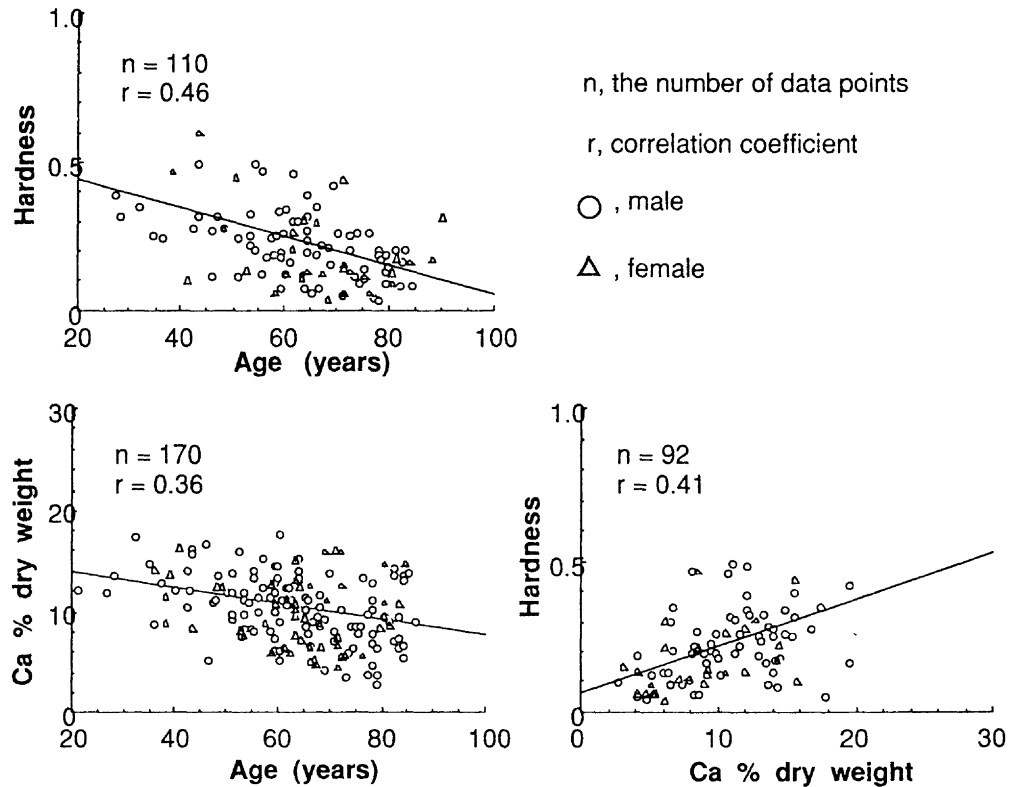 1.0
n = 110
r = 0.46
0.5
Hardness
0
20 40 60 80 100
Age (years)
n, the number of data points
r, correlation coefficient
, male
, female
30
n = 170
r = 0.36
20
Ca % dry weight
10
0
20 40 60 80 100
Age (years)
1.0
n = 92
r = 0.41
Hardness
0.5
0
0 10 20 30
Ca % dry weight